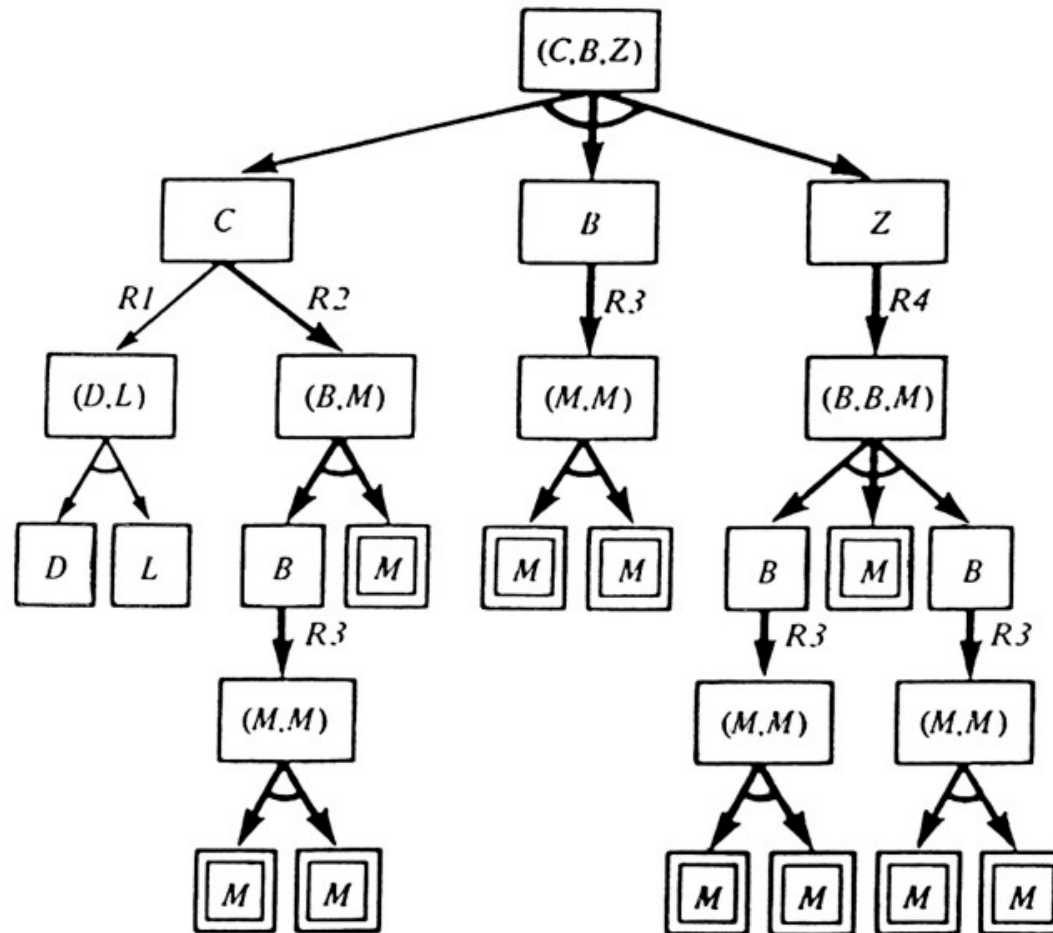 (C,B,Z)
C B Z
R1 R2 R3 R4
(D,L) (B,M) (M,M) (B,B,M)
D L B M M M B M B
R3 R3 R3
(M,M) (M,M) (M,M)
M M M M M M